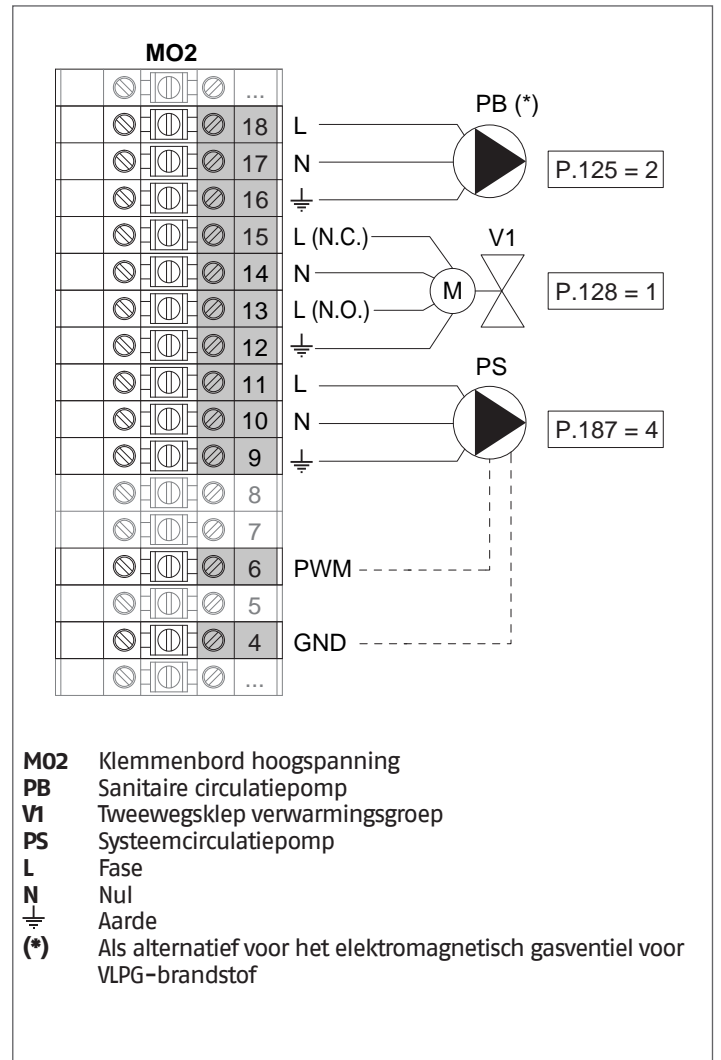 MO2
...
PB (*)
18 L
17 N
P.125 = 2
16
15 L (N.C.)
V1
14 N
M
P.128 = 1
13 L (N.O.)
12
PS
11 L
10 N
P.187 = 4
9
8
7
6 PWM
5
4 GND
...
M02 Klemmenbord hoogspanning
PB Sanitaire circulatiepomp
V1 Tweewegsklep verwarmingsgroep
PS Systeemcirculatiepomp
L Fase
N Nul
⏚ Aarde
(*) Als alternatief voor het elektromagnetisch gasventiel voor
VLPG-brandstof